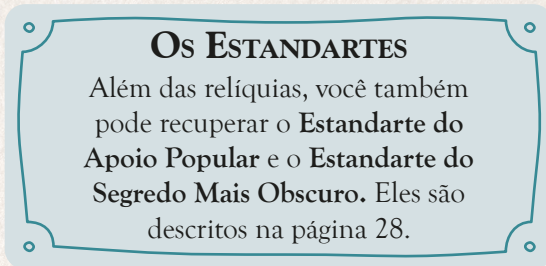 Os Estandartes
Além das relíquias, você também
pode recuperar o Estandarte do
Apoio Popular e o Estandarte do
Segredo Mais Obscuro. Eles são
descritos na página 28.